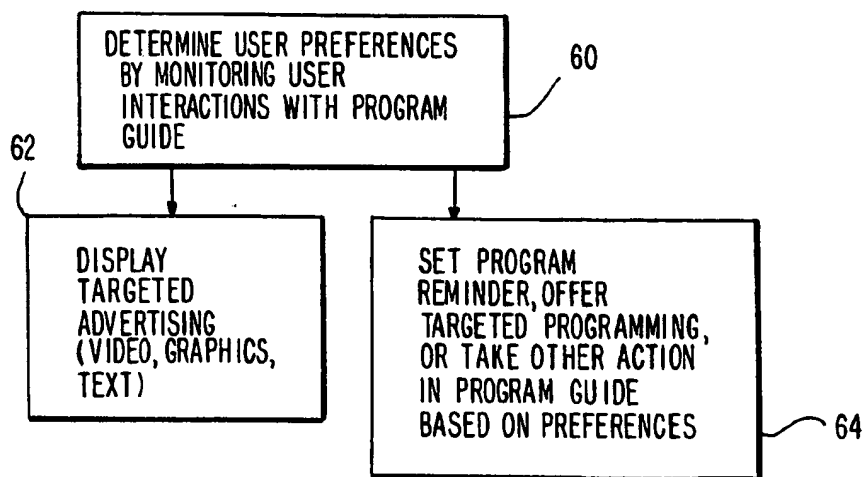 DETERMINE USER PREFERENCES
BY MONITORING USER
INTERACTIONS WITH PROGRAM
GUIDE
60
62
DISPLAY
TARGETED
ADVERTISING
(VIDEO, GRAPHICS,
TEXT)
SET PROGRAM
REMINDER, OFFER
TARGETED PROGRAMMING,
OR TAKE OTHER ACTION
IN PROGRAM GUIDE
BASED ON PREFERENCES
64